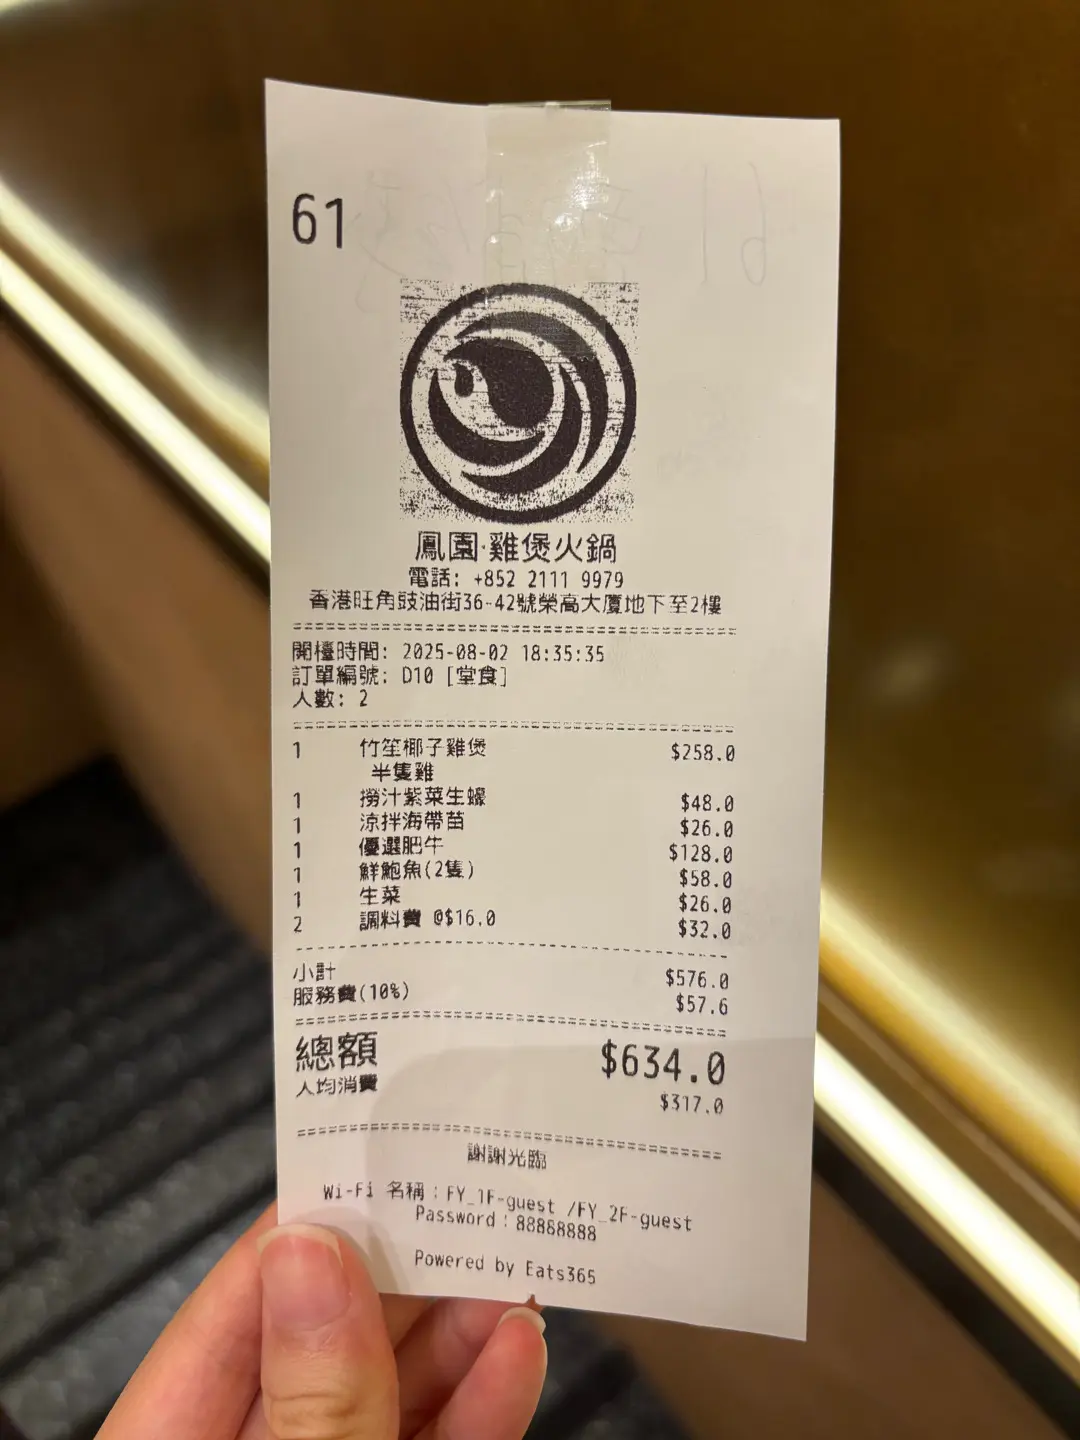 61
鳳園·雞煲火鍋
電話: +852 2111 9979
香港旺角豉油街36-42號榮高大廈地下至2樓
開檯時間: 2025-08-02 18:35:35
訂單編號: D10 [堂食]
人數: 2
1 竹笙椰子雞煲 $258.0
半隻雞
1 撈汁紫菜生蠔 $48.0
1 涼拌海帶苗 $26.0
1 優選肥牛 $128.0
1 鮮鮑魚(2隻) $58.0
1 生菜 $26.0
2 調料費 @$16.0 $32.0
小計 $576.0
服務費(10%) $57.6
總額 $634.0
人均消費 $317.0
謝謝光臨
Wi-Fi 名稱：FY_1F-guest /FY_2F-guest
Password：88888888
Powered by Eats365